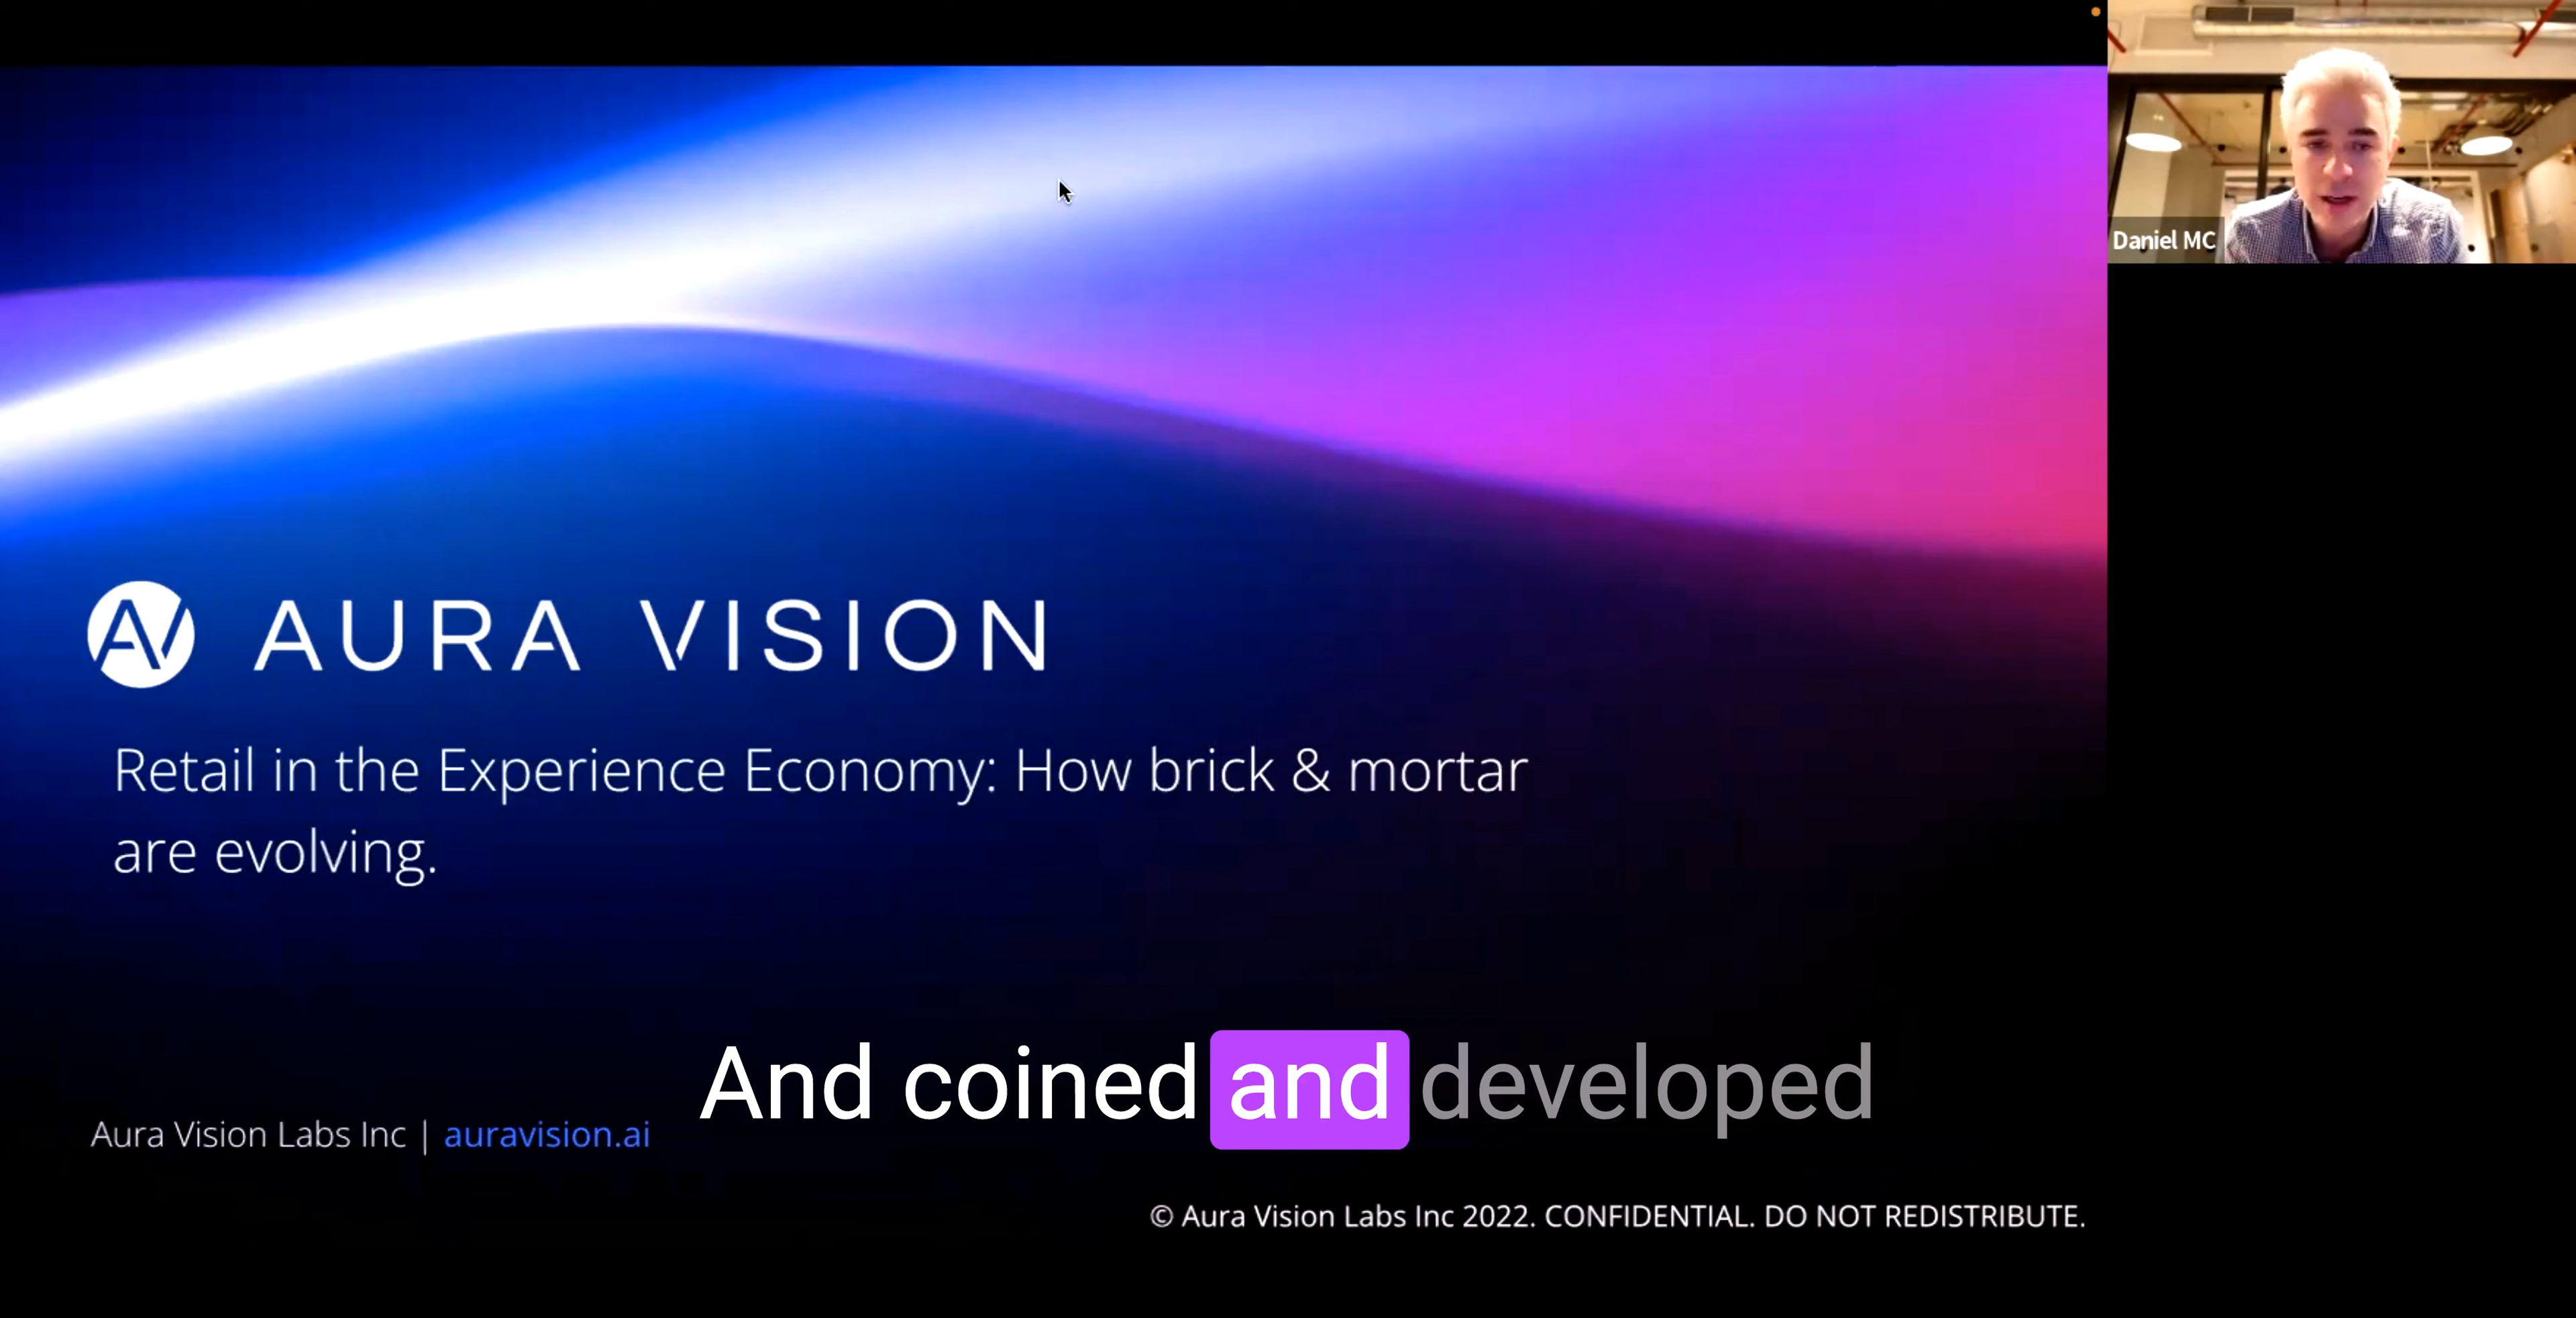 Daniel MC
AV AURA VISION
Retail in the Experience Economy: How brick & mortar
are evolving.
And coined and developed
Aura Vision Labs Inc | auravision.ai
© Aura Vision Labs Inc 2022. CONFIDENTIAL. DO NOT REDISTRIBUTE.